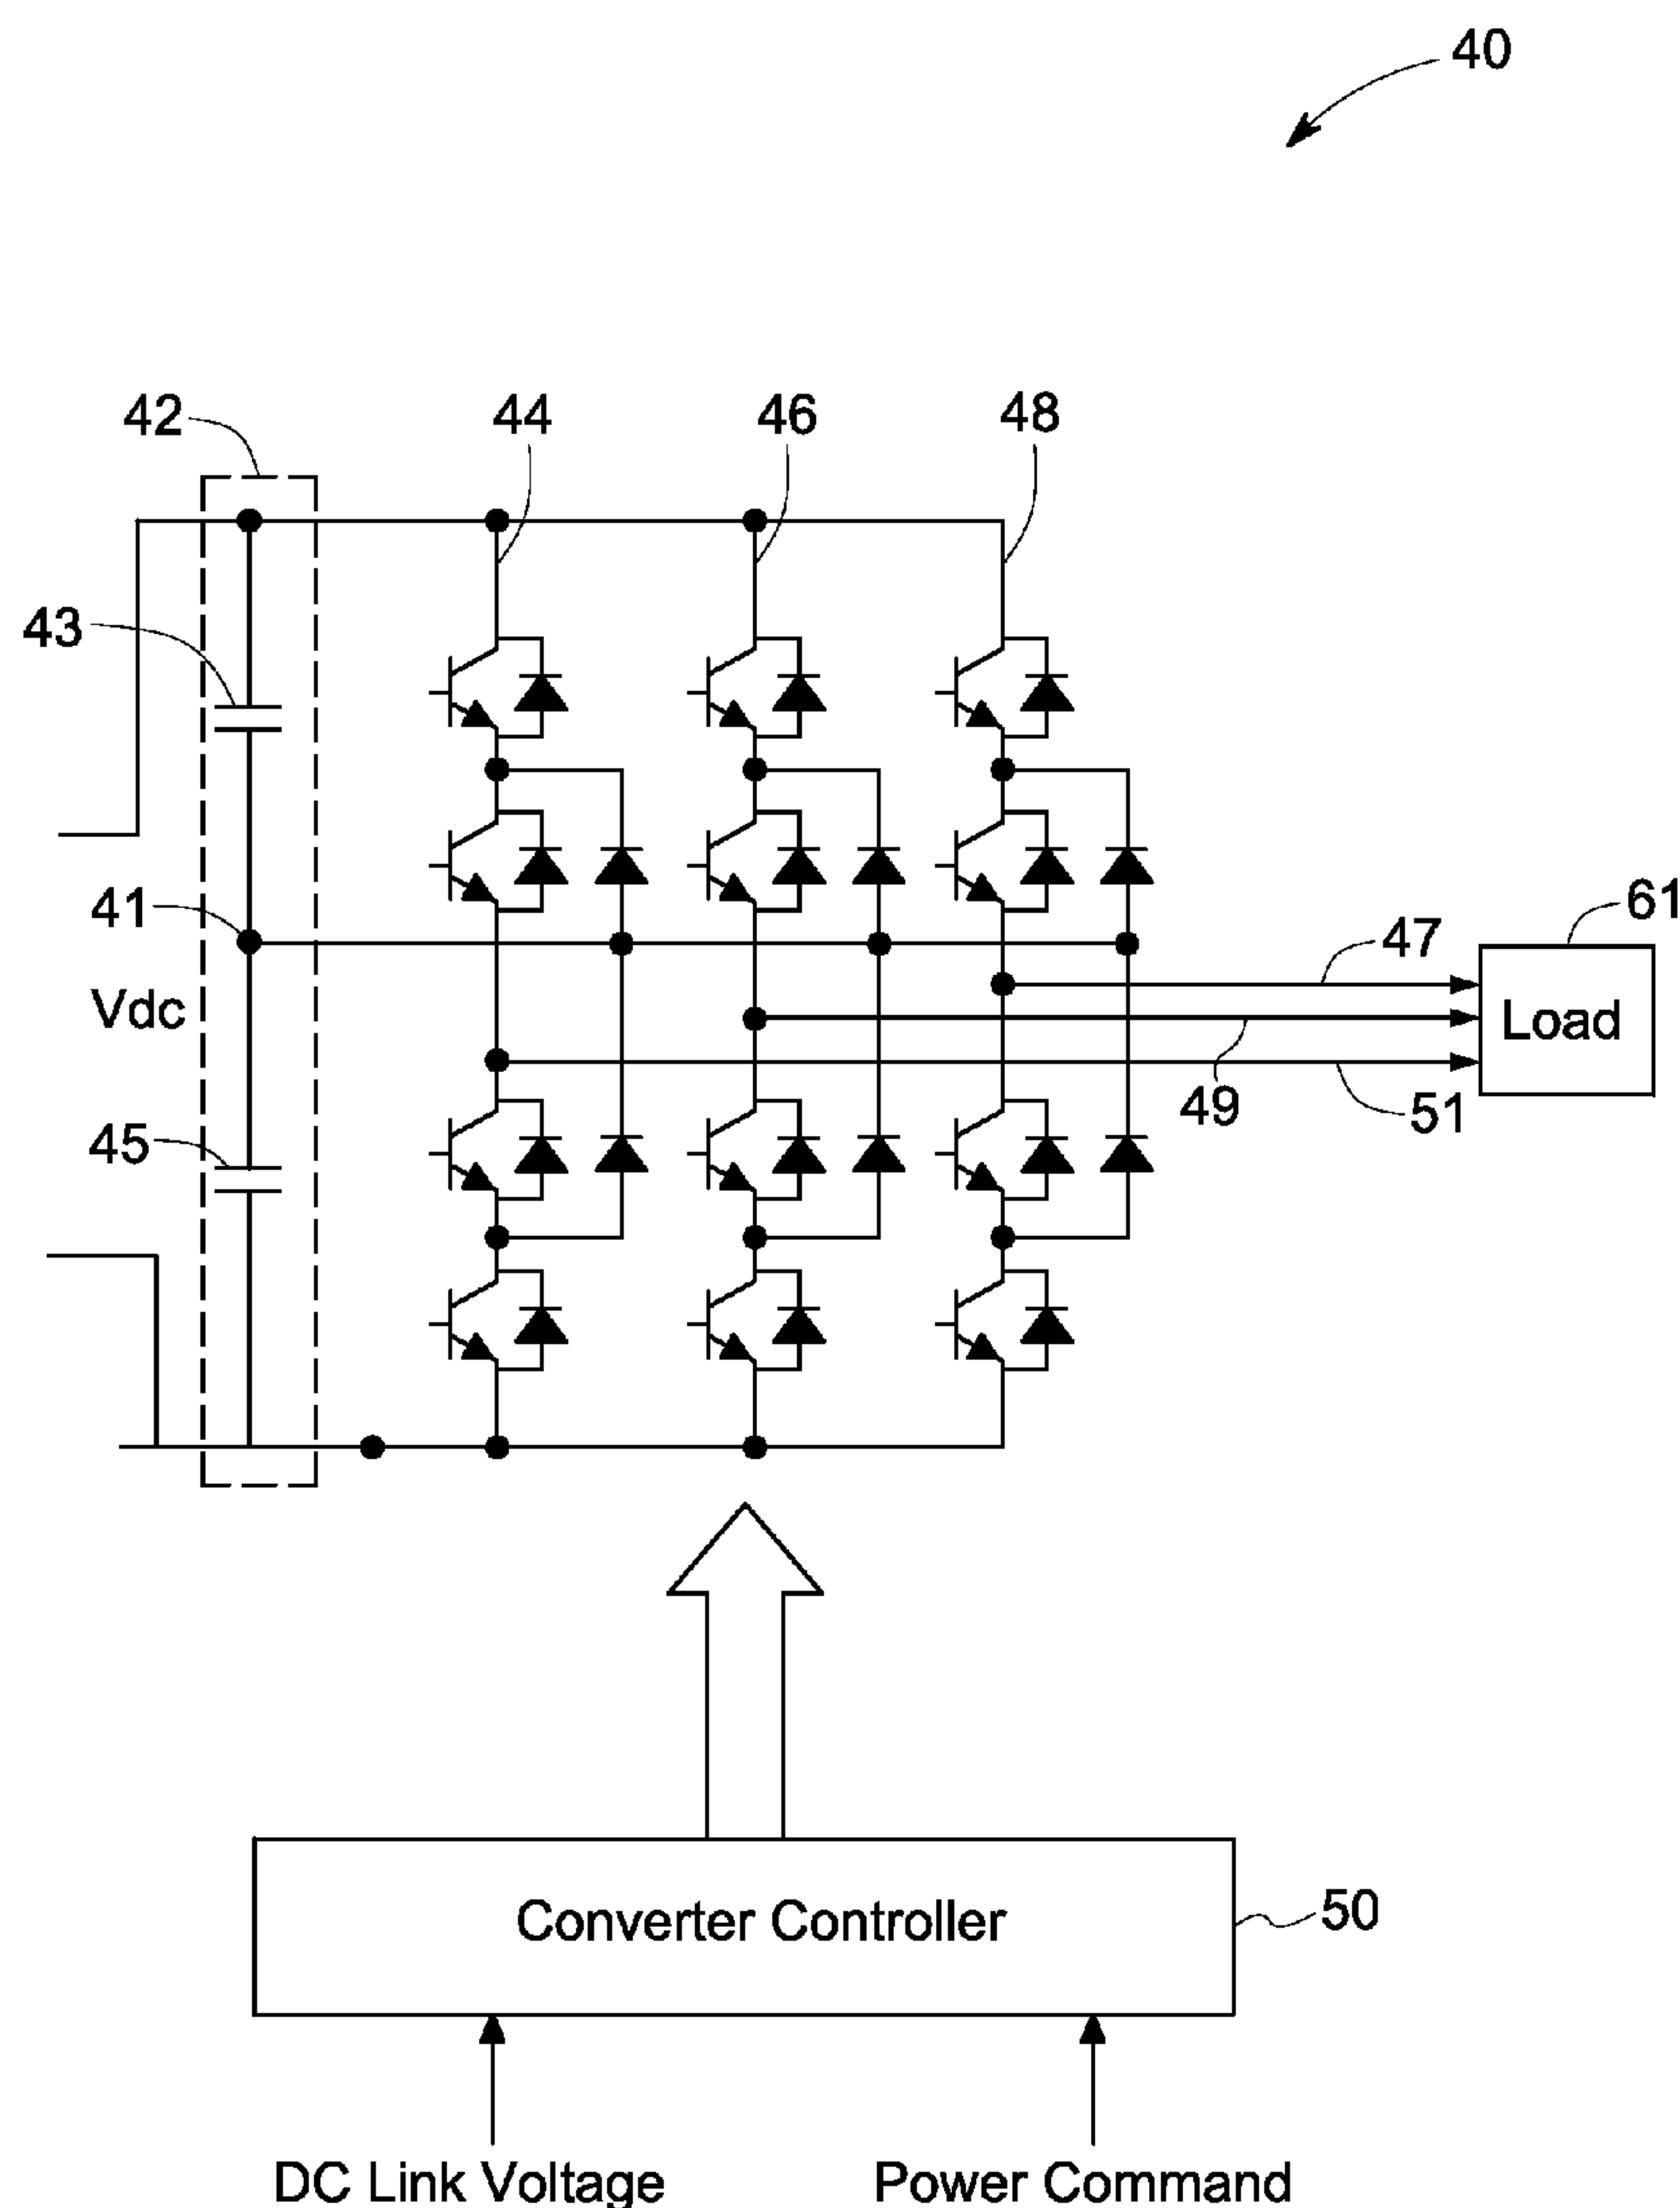 40
42
44
46
48
43
41
61
47
Vdc
Load
49
51
45
Converter Controller
50
DC Link Voltage
Power Command